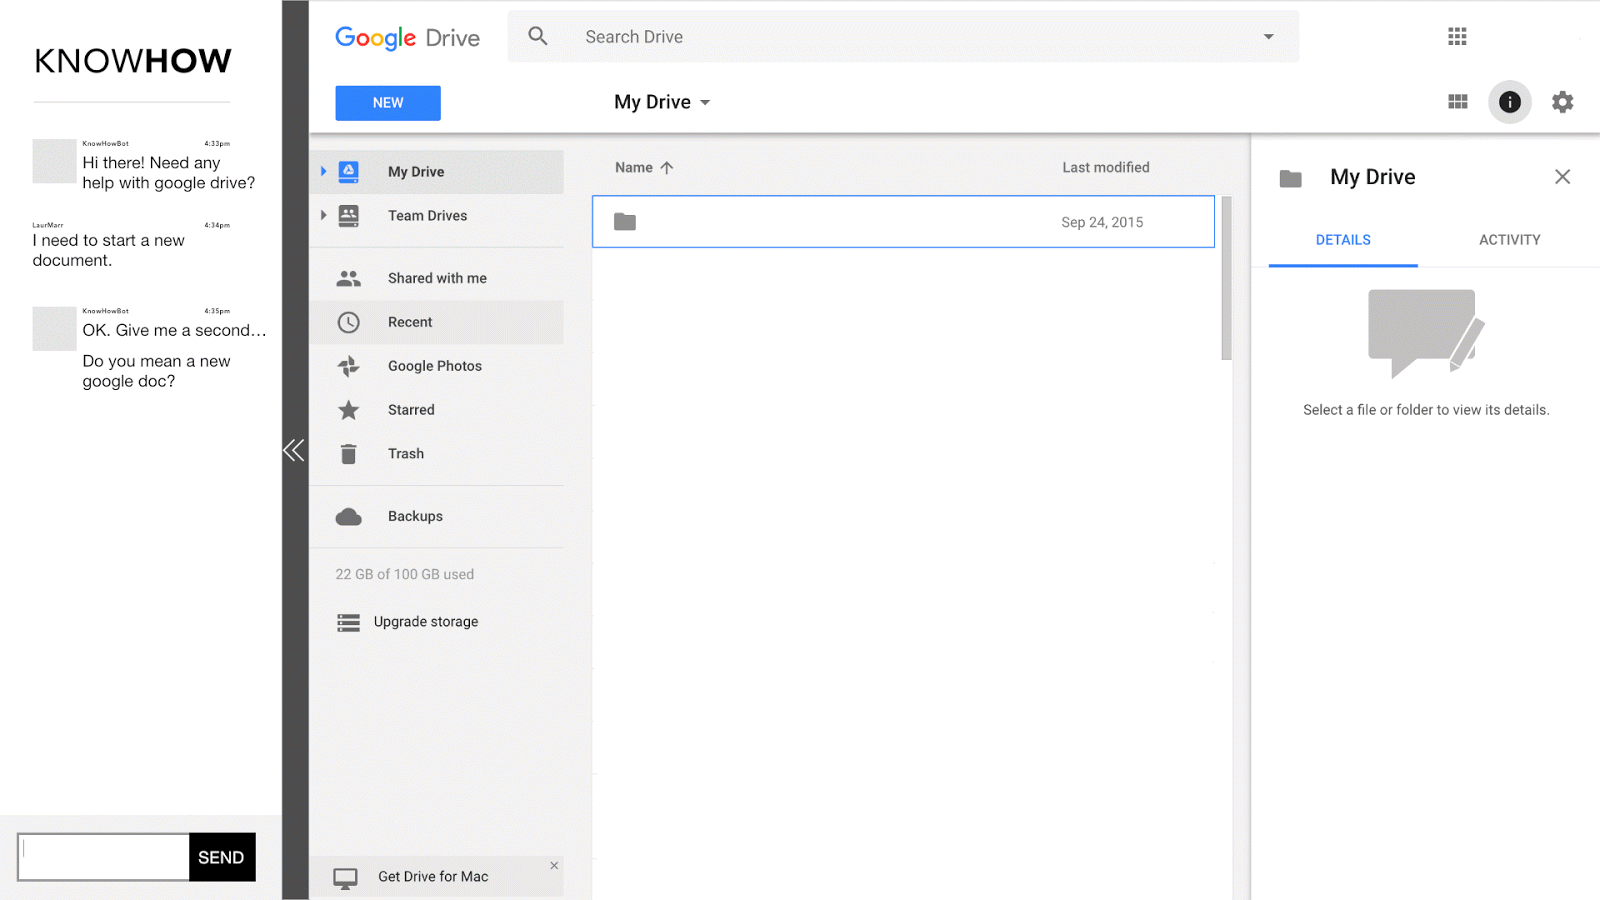 KNOWHOW
KnowHowBot 4:33pm
Hi there! Need any
help with google drive?
LaurMarr 4:34pm
I need to start a new
document.
KnowHowBot 4:35pm
OK. Give me a second...
Do you mean a new
google doc?
SEND
Google Drive
Search Drive
NEW
My Drive
My Drive
Team Drives
Shared with me
Recent
Google Photos
Starred
Trash
Backups
22 GB of 100 GB used
Upgrade storage
Get Drive for Mac
Name Last modified
Sep 24, 2015
My Drive
DETAILS ACTIVITY
Select a file or folder to view its details.